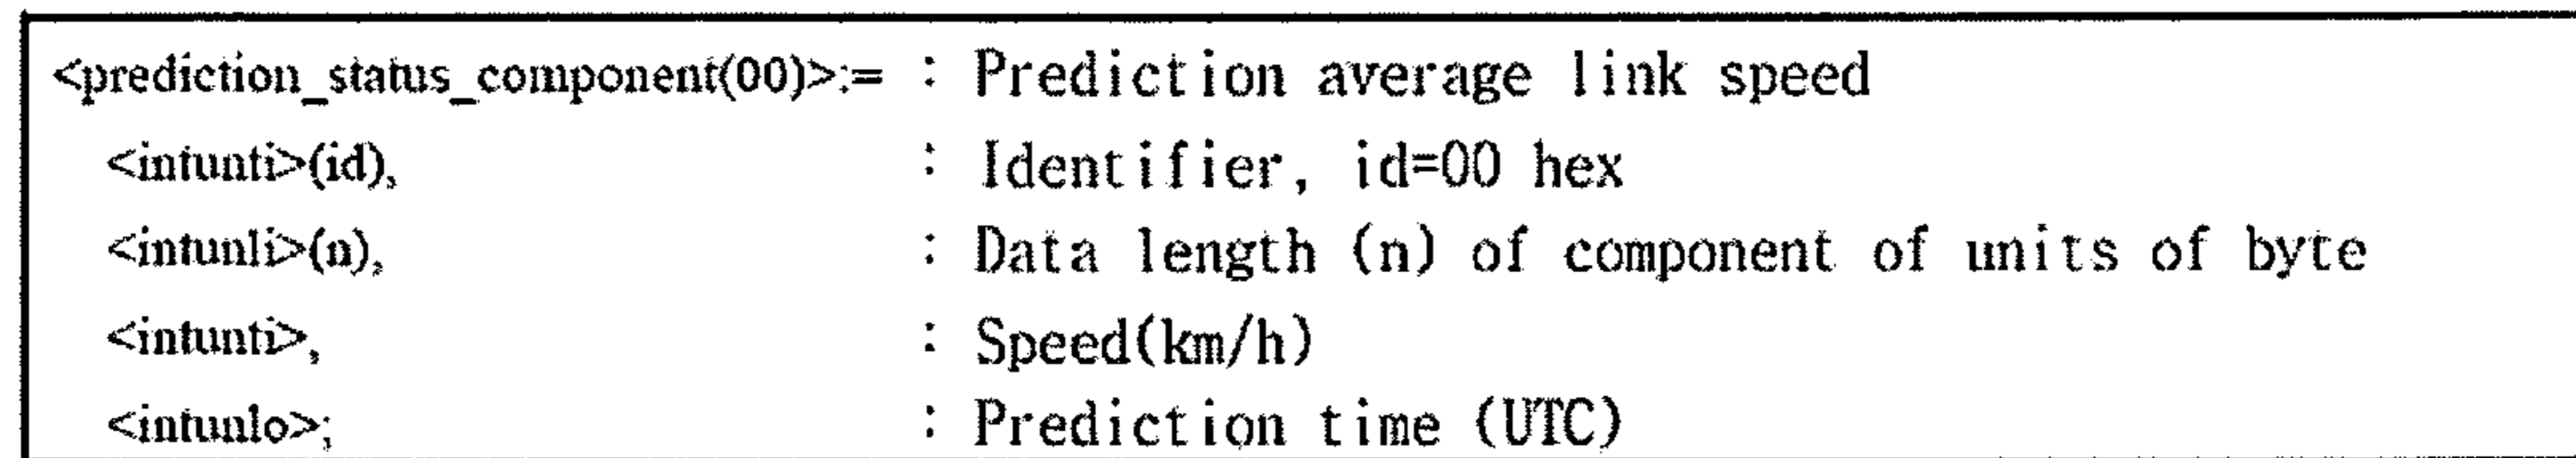 <prediction_status_component(00)>:= : Prediction average link speed
<intunti>(id), : Identifier, id=00 hex
<intunli>(n), : Data length (n) of component of units of byte
<intunti>, : Speed(km/h)
<intunlo>; : Prediction time (UTC)